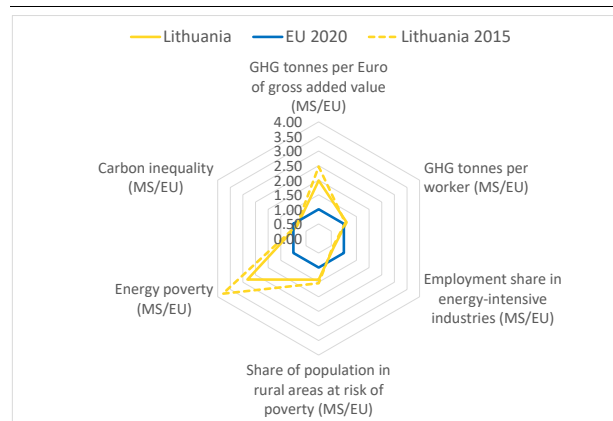 Lithuania EU 2020 Lithuania 2015
GHG tonnes per Euro
of gross added value
(MS/EU)
4.00
3.50
3.00
2.50
2.00
1.50
1.00
0.50
0.00
Carbon inequality
(MS/EU)
GHG tonnes per
worker (MS/EU)
Energy poverty
(MS/EU)
Employment share in
energy-intensive
industries (MS/EU)
Share of population in
rural areas at risk of
poverty (MS/EU)